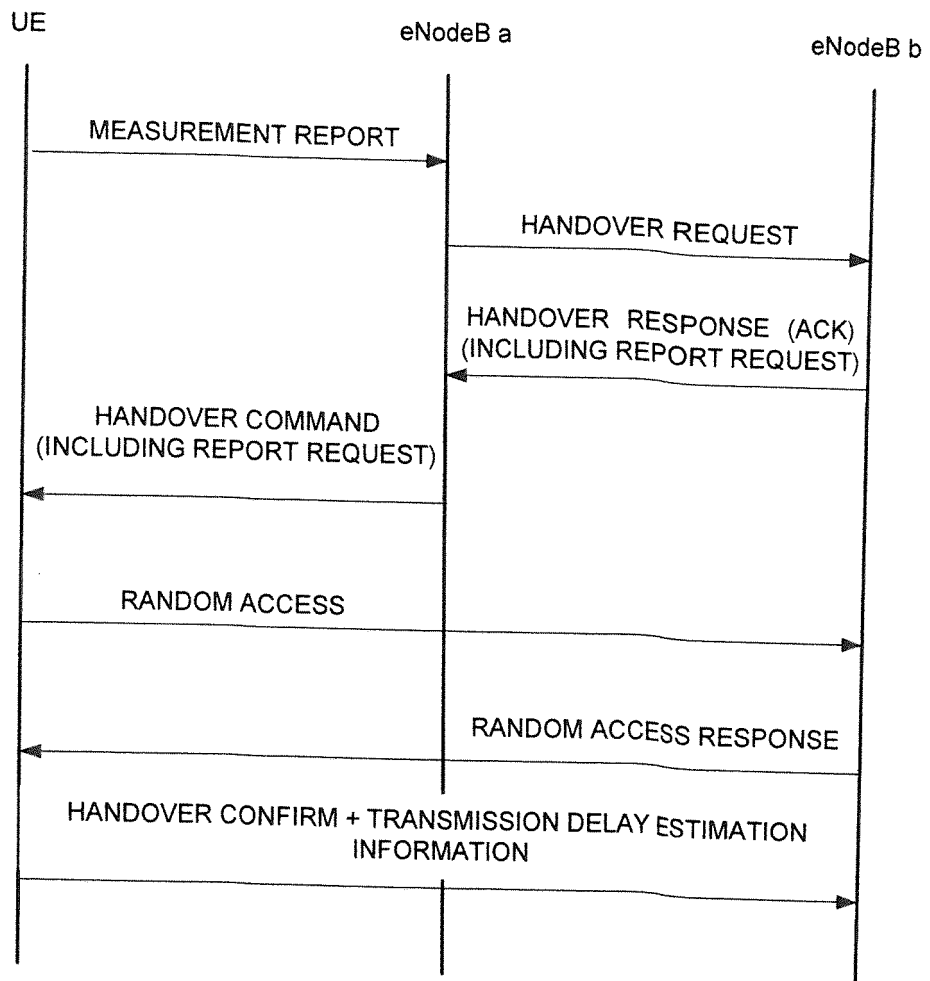 UE
eNodeB a
eNodeB b
MEASUREMENT REPORT
HANDOVER REQUEST
HANDOVER RESPONSE (ACK)
(INCLUDING REPORT REQUEST)
HANDOVER COMMAND
(INCLUDING REPORT REQUEST)
RANDOM ACCESS
RANDOM ACCESS RESPONSE
HANDOVER CONFIRM + TRANSMISSION DELAY ESTIMATION
INFORMATION